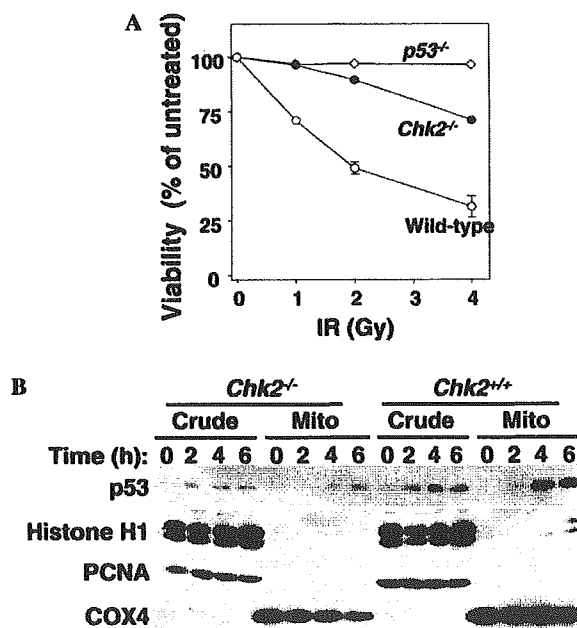 A
Viability (% of untreated)
100
75
50
25
0
p53-/-
Chk2-/-
Wild-type
0 1 2 4
IR (Gy)
B
Chk2-/- Chk2+/+
Crude Mito Crude Mito
Time (h): 0 2 4 6 0 2 4 6 0 2 4 6 0 2 4 6
p53
Histone H1
PCNA
COX4